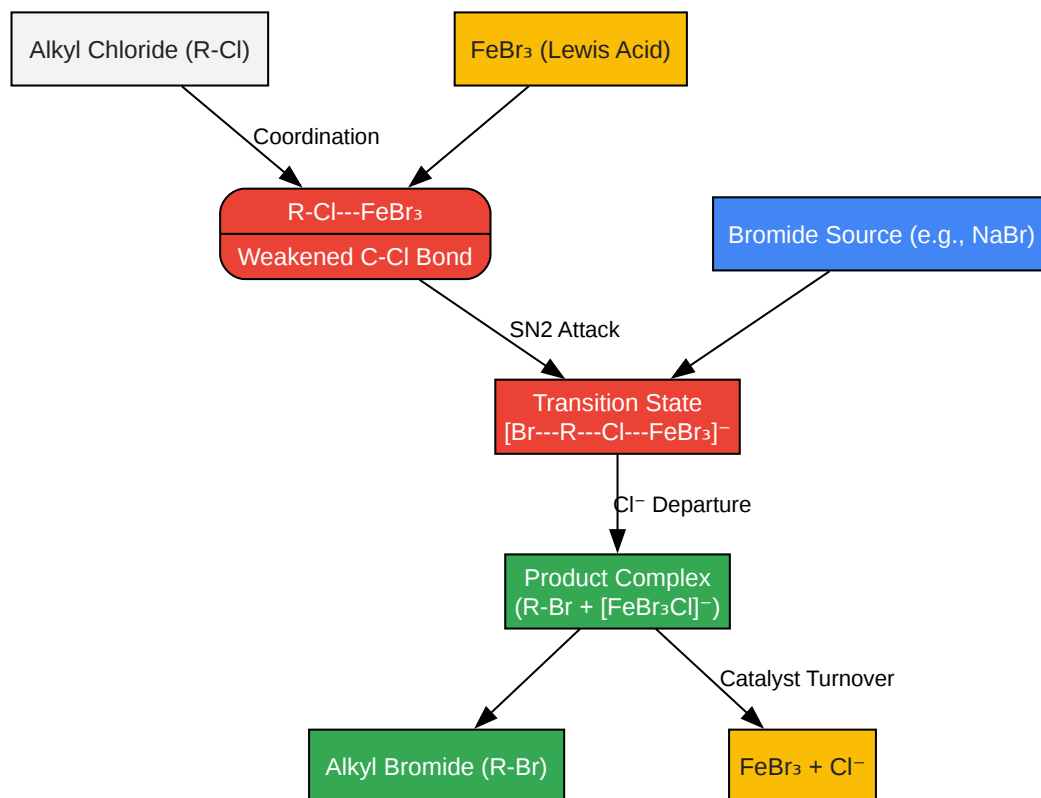 Alkyl Chloride (R-Cl)
FeBr₃ (Lewis Acid)
Coordination
R-Cl---FeBr₃
Weakened C-Cl Bond
Bromide Source (e.g., NaBr)
SN2 Attack
Transition State
[Br---R---Cl---FeBr₃]⁻
Cl⁻ Departure
Product Complex
(R-Br + [FeBr₃Cl]⁻)
Catalyst Turnover
Alkyl Bromide (R-Br)
FeBr₃ + Cl⁻